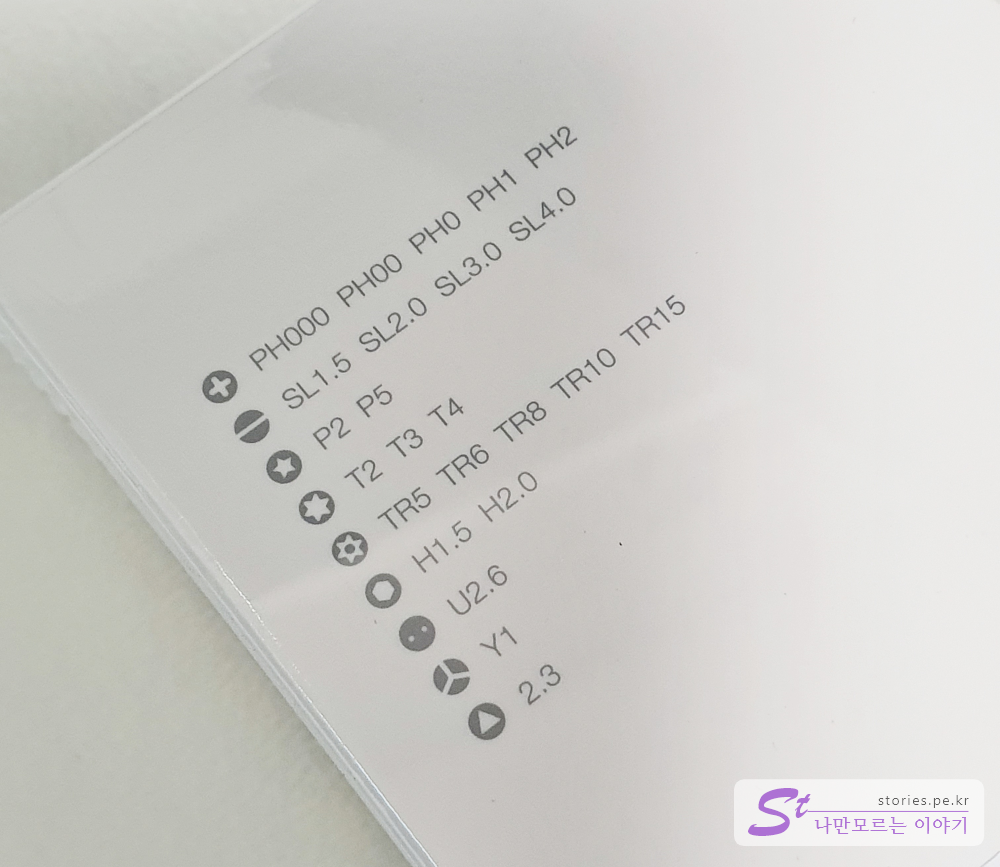 PH000 PH00 PH0 PH1 PH2
SL1.5 SL2.0 SL3.0 SL4.0
P2 P5
T2 T3 T4
TR5 TR6 TR8 TR10 TR15
H1.5 H2.0
U2.6
Y1
2.3
St
stories.pe.kr
나만모르는 이야기